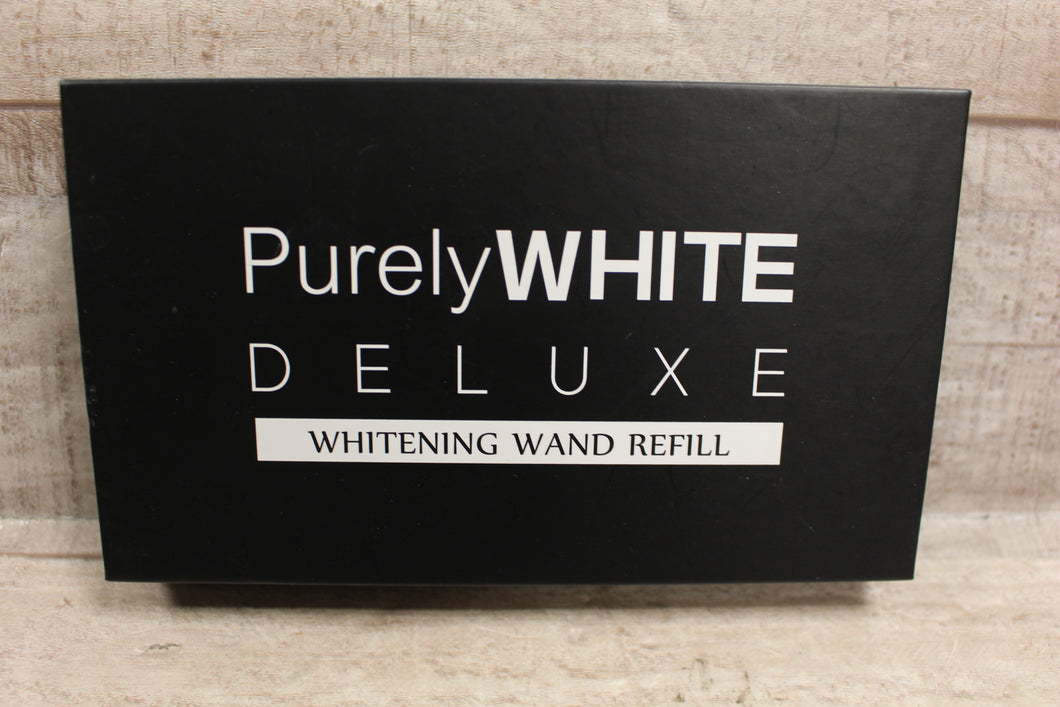 PurelyWHITE
DELUXE
WHITENING WAND REFILL